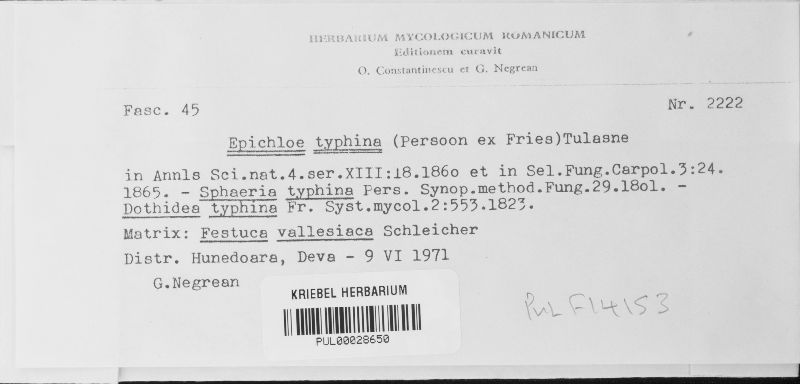 HERBARIUM MYCOLOGICUM ROMANICUM
Editionem curavit
O. Constantinescu et G. Negrean
Fasc. 45
Nr. 2222
Epichloe typhina (Persoon ex Fries)Tulasne
in Annls Sci.nat.4.ser.XIII:18.1860 et in Sel.Fung.Carpol.3:24.
1865. - Sphaeria typhina Pers. Synop.method.Fung.29.1801. -
Dothidea typhina Fr. Syst.mycol.2:553.1823.
Matrix: Festuca vallesiaca Schleicher
Distr. Hunedoara, Deva - 9 VI 1971
G.Negrean
KRIEBEL HERBARIUM
PUL00028650
PUL F14153